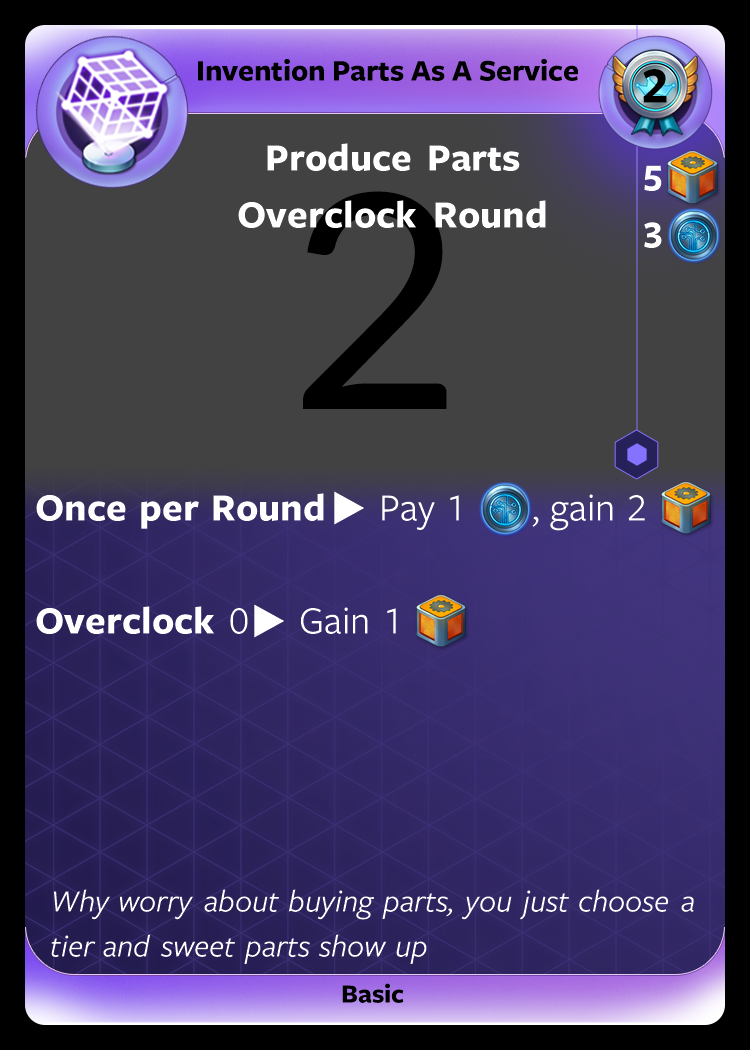 Invention Parts As A Service
2
Produce Parts
5
Overclock Round
3
2
Once per Round▶ Pay 1 , gain 2
Overclock 0▶ Gain 1
Why worry about buying parts, you just choose a
tier and sweet parts show up
Basic